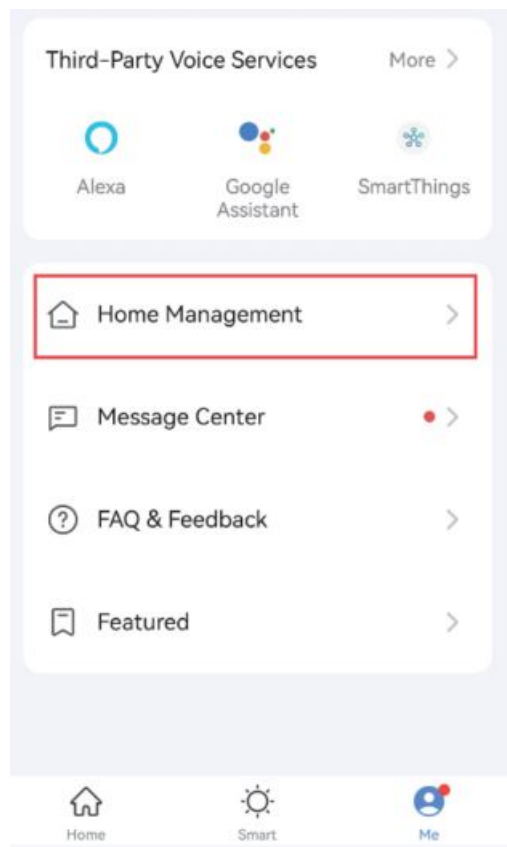 Third-Party Voice Services
More
Alexa
Google
Assistant
SmartThings
Home Management
Message Center
FAQ & Feedback
Featured
Home
Smart
Me